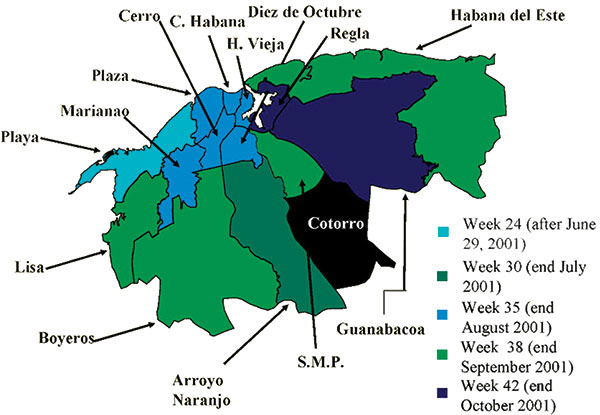 Cerro
C. Habana
Diez de Octubre
H. Vieja
Regla
Habana del Este
Plaza
Marianao
Playa
Cotorro
Lisa
Boyeros
Arroyo
Naranjo
S.M.P.
Guanabacoa
Week 24 (after June
29, 2001)
Week 30 (end July
2001)
Week 35 (end
August 2001)
Week 38 (end
September 2001)
Week 42 (end
October 2001)